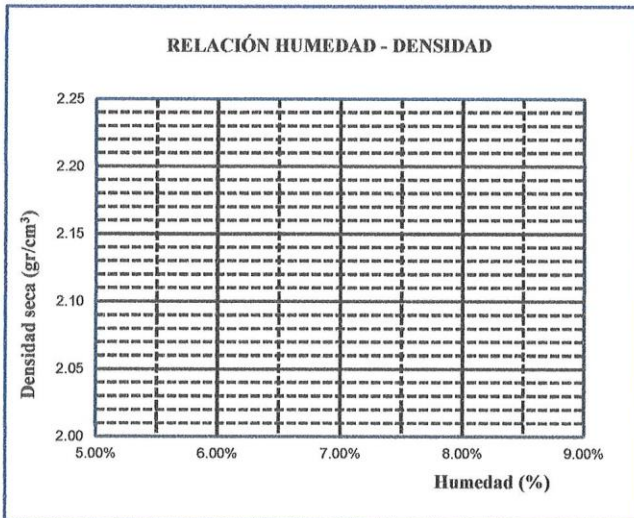 RELACIÓN HUMEDAD - DENSIDAD
Densidad seca (gr/cm³)
2.25
2.20
2.15
2.10
2.05
2.00
5.00% 6.00% 7.00% 8.00% 9.00%
Humedad (%)